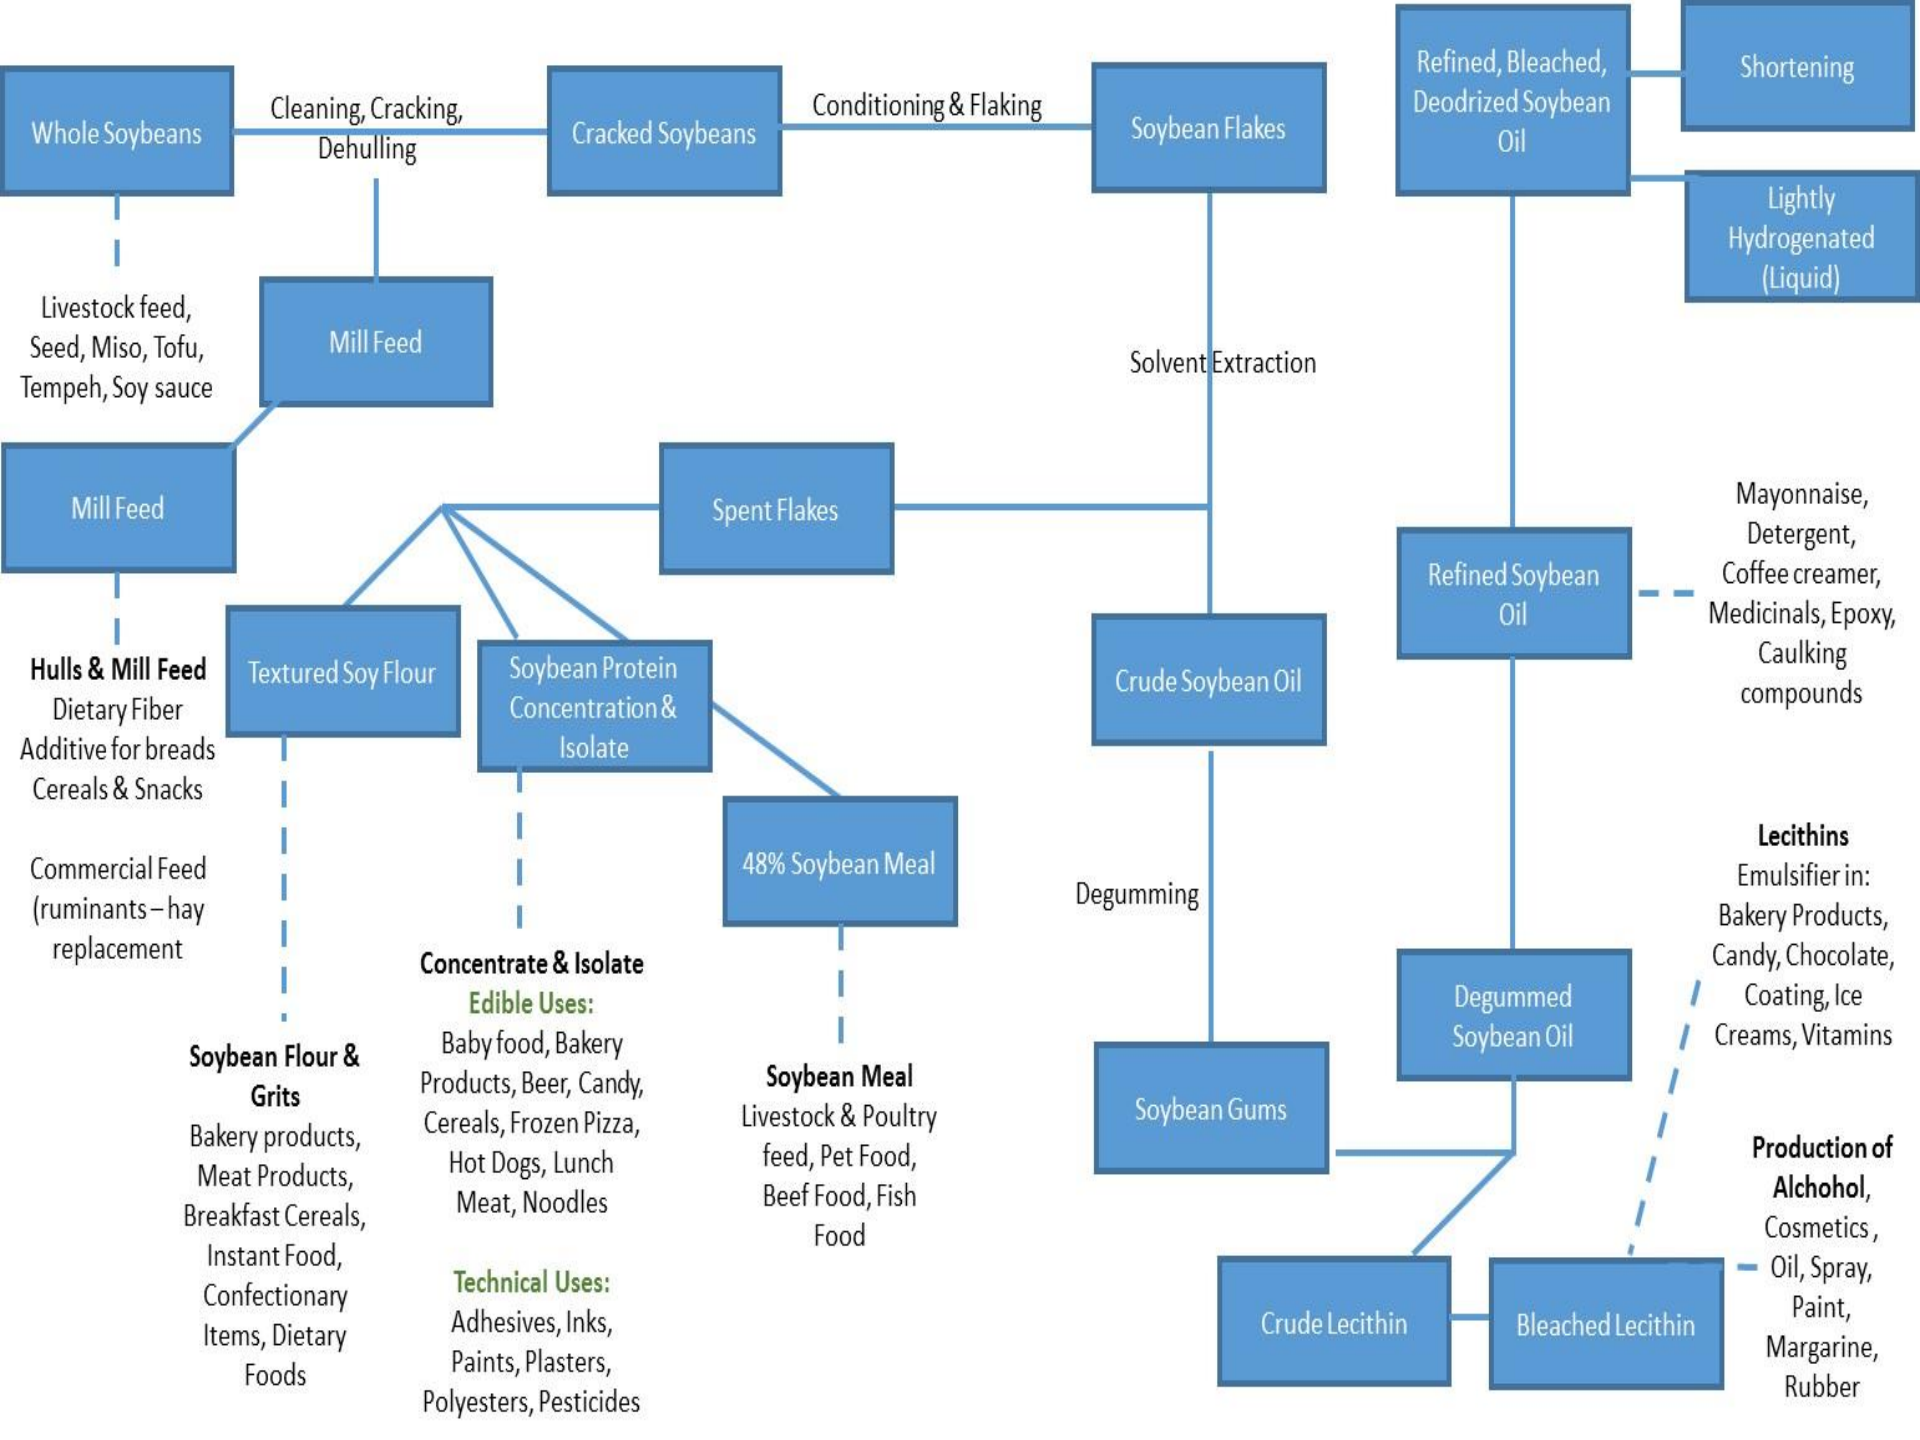 Whole Soybeans
Cleaning, Cracking,
Dehulling
Cracked Soybeans
Conditioning & Flaking
Soybean Flakes
Refined, Bleached,
Deodrized Soybean
Oil
Shortening
Lightly
Hydrogenated
(Liquid)
Livestock feed,
Seed, Miso, Tofu,
Tempeh, Soy sauce
Mill Feed
Solvent Extraction
Mill Feed
Spent Flakes
Refined Soybean
Oil
Mayonnaise,
Detergent,
Coffee creamer,
Medicinals, Epoxy,
Caulking
compounds
Hulls & Mill Feed
Dietary Fiber
Additive for breads
Cereals & Snacks
Commercial Feed
(ruminants – hay
replacement
Textured Soy Flour
Soybean Protein
Concentration &
Isolate
48% Soybean Meal
Crude Soybean Oil
Degumming
Degummed
Soybean Oil
Soybean Gums
Lecithins
Emulsifier in:
Bakery Products,
Candy, Chocolate,
Coating, Ice
Creams, Vitamins
Soybean Flour &
Grits
Bakery products,
Meat Products,
Breakfast Cereals,
Instant Food,
Confectionary
Items, Dietary
Foods
Concentrate & Isolate
Edible Uses:
Baby food, Bakery
Products, Beer, Candy,
Cereals, Frozen Pizza,
Hot Dogs, Lunch
Meat, Noodles
Technical Uses:
Adhesives, Inks,
Paints, Plasters,
Polyesters, Pesticides
Soybean Meal
Livestock & Poultry
feed, Pet Food,
Beef Food, Fish
Food
Crude Lecithin
Bleached Lecithin
Production of
Alchohol,
Cosmetics ,
Oil, Spray,
Paint,
Margarine,
Rubber